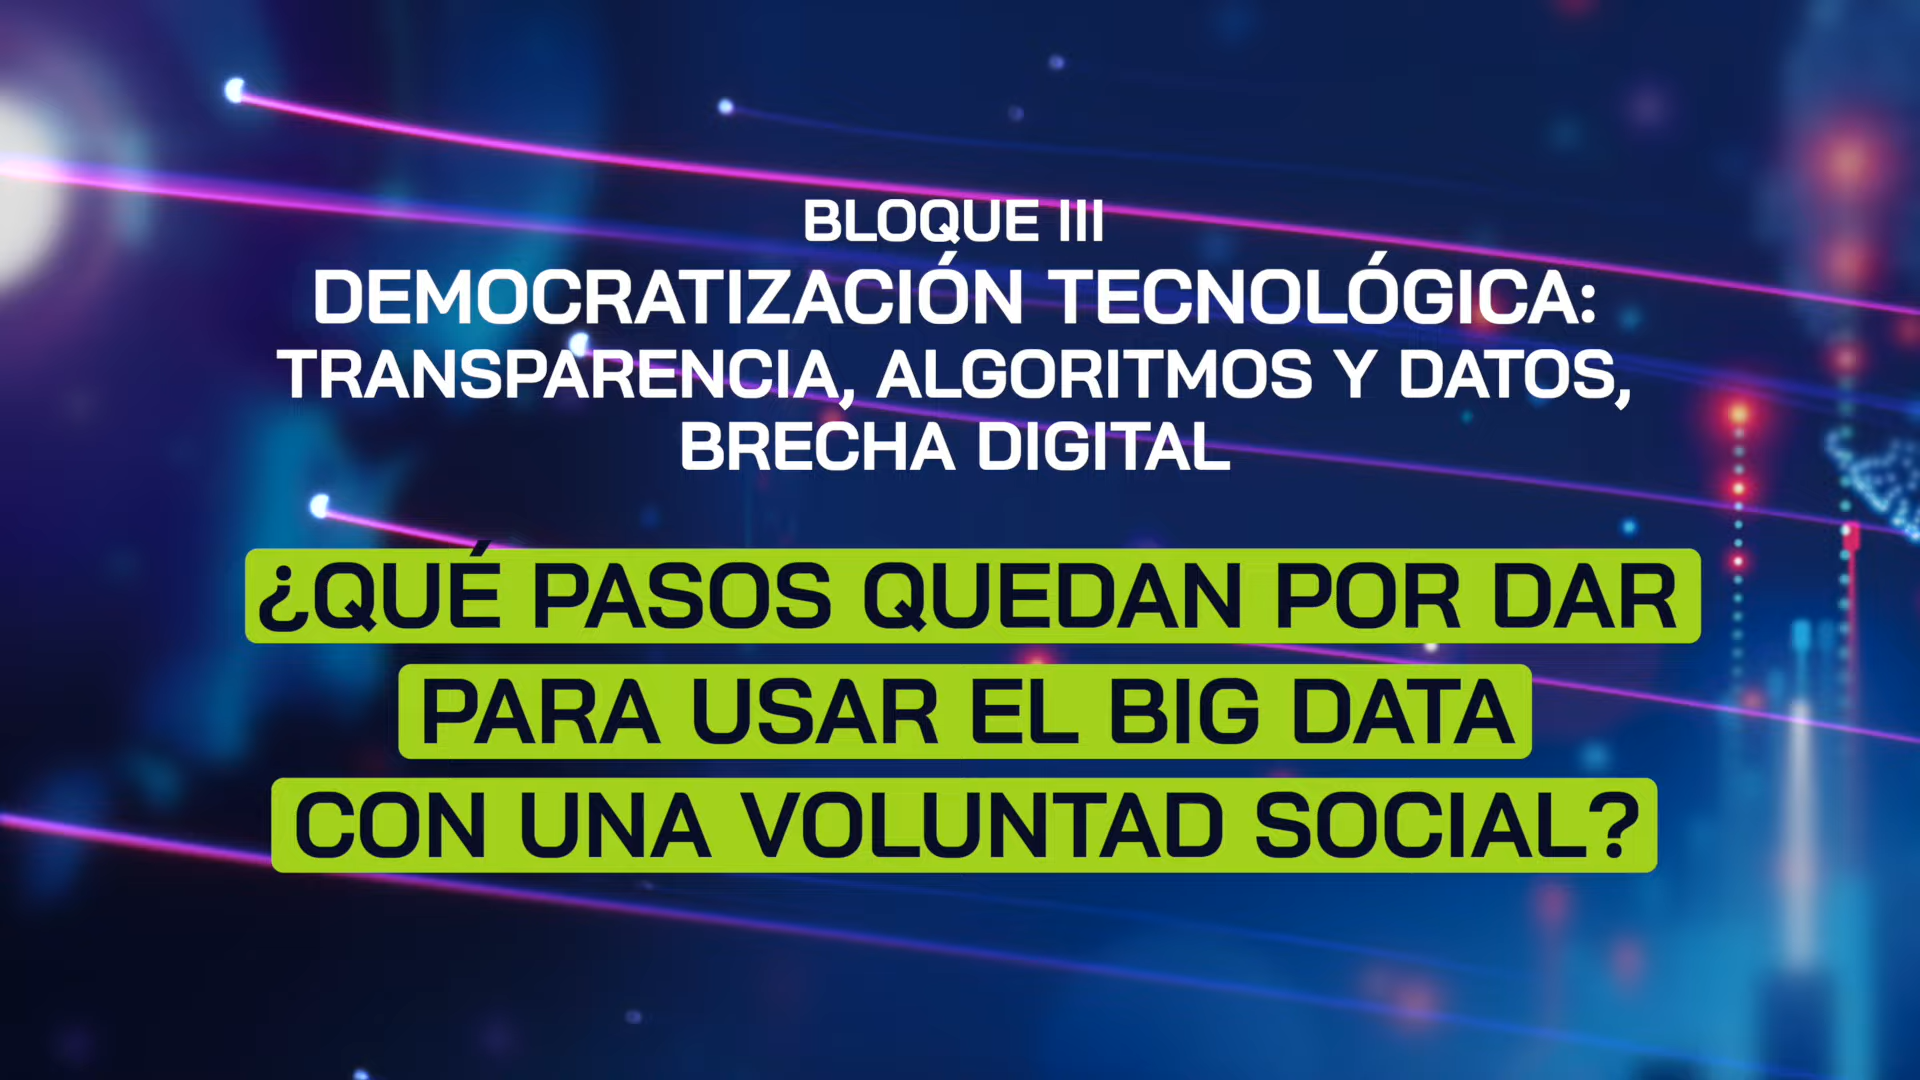 BLOQUE III
DEMOCRATIZACIÓN TECNOLÓGICA:
TRANSPARENCIA, ALGORITMOS Y DATOS,
BRECHA DIGITAL
¿QUÉ PASOS QUEDAN POR DAR
PARA USAR EL BIG DATA
CON UNA VOLUNTAD SOCIAL?